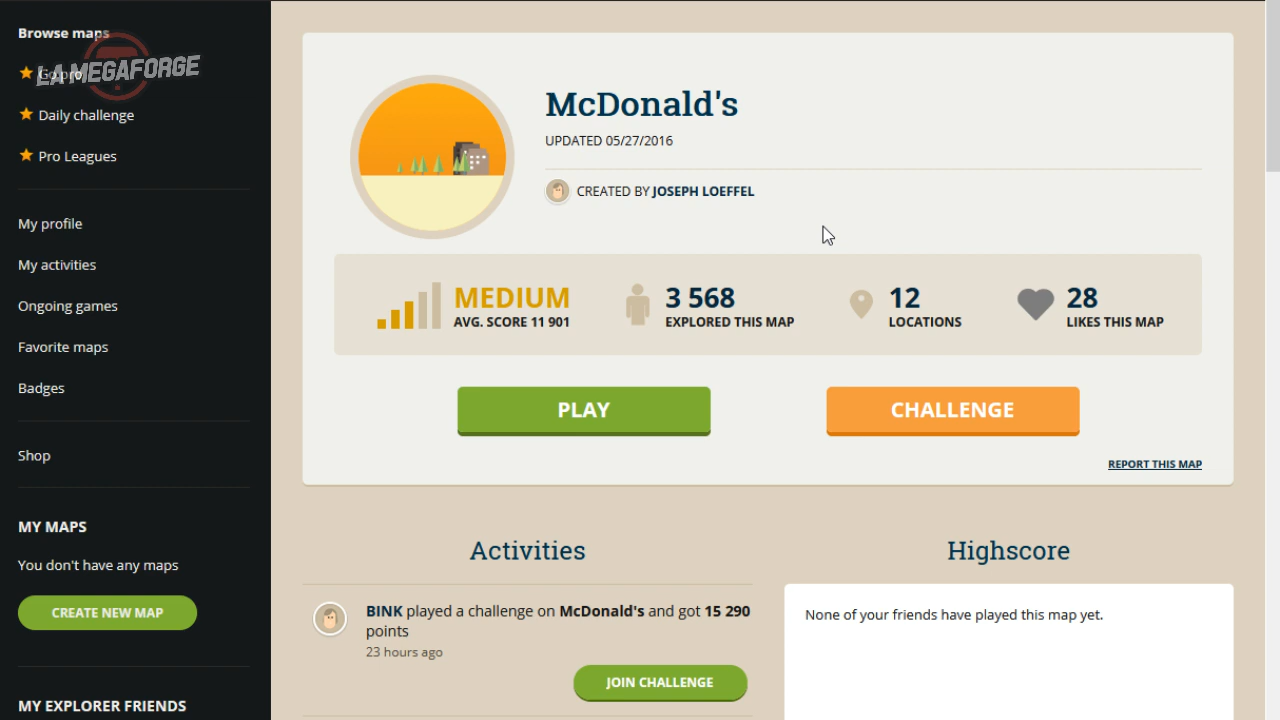 Browse maps
Go pro
LA MEGAFORGE
Daily challenge
Pro Leagues
My profile
My activities
Ongoing games
Favorite maps
Badges
Shop
MY MAPS
You don't have any maps
CREATE NEW MAP
MY EXPLORER FRIENDS
McDonald's
UPDATED 05/27/2016
CREATED BY JOSEPH LOEFFEL
MEDIUM
AVG. SCORE 11 901
3 568
EXPLORED THIS MAP
12
LOCATIONS
28
LIKES THIS MAP
PLAY
CHALLENGE
REPORT THIS MAP
Activities
BINK played a challenge on McDonald's and got 15 290
points
23 hours ago
JOIN CHALLENGE
Highscore
None of your friends have played this map yet.